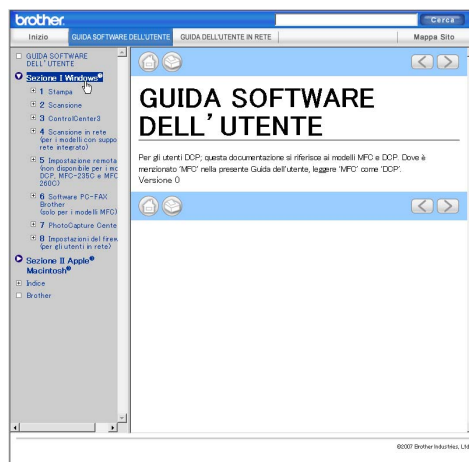 brother.
Cerca
Inizio
GUIDA SOFTWARE DELL'UTENTE
GUIDA DELL'UTENTE IN RETE
Mappa Sito
GUIDA SOFTWARE
DELL'UTENTE
Sezione I Windows®
1 Stampa
2 Scansione
3 ControlCenter3
4 Scansione in rete
(per i modelli con suppo
rete integrato)
5 Impostazione remota
(non disponibile per i mc
DCP, MFC-235C e MFC
260C)
6 Software PC-FAX
Brother
(solo per i modelli MFC)
7 PhotoCapture Cente
8 Impostazioni del firew
(per gli utenti in rete)
Sezione II Apple®
Macintosh®
Indice
Brother
GUIDA SOFTWARE
DELL'UTENTE
Per gli utenti DCP; questa documentazione si riferisce ai modelli MFC e DCP. Dove è
menzionato 'MFC' nella presente Guida dell'utente, leggere 'MFC' come 'DCP'.
Versione 0
©2007 Brother Industries, Ltd